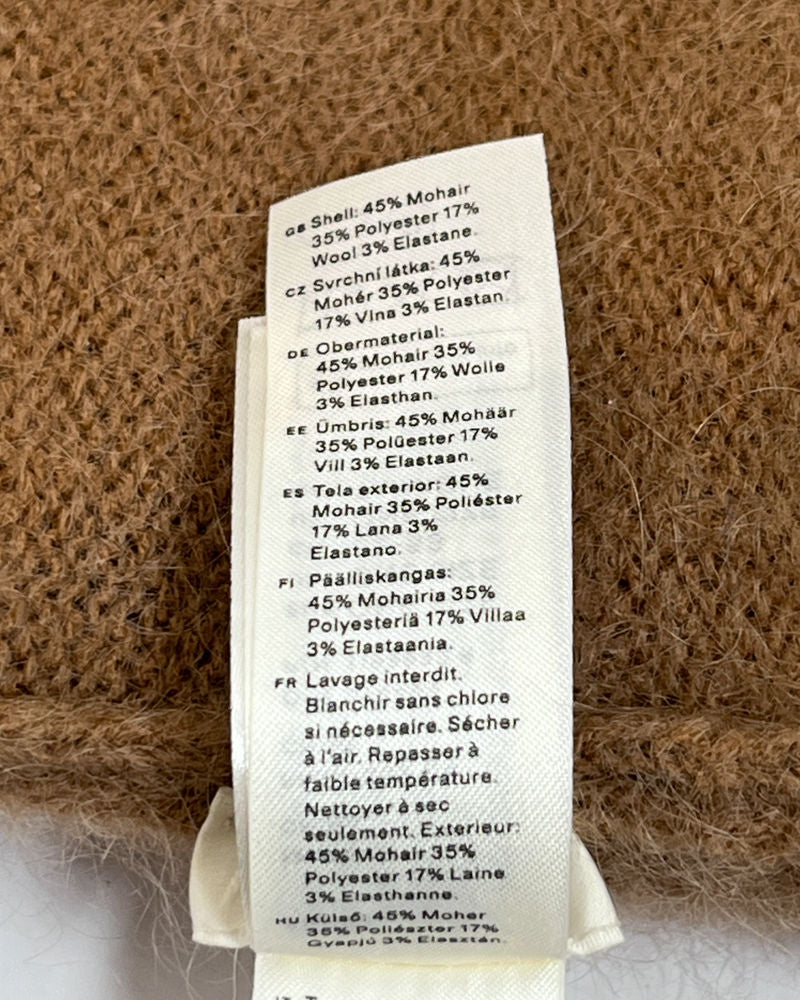 GB Shell: 45% Mohair
35% Polyester 17%
Wool 3% Elastane.
CZ Svrchní látka: 45%
Mohér 35% Polyester
17% Vlna 3% Elastan.
DE Obermaterial:
45% Mohair 35%
Polyester 17% Wolle
3% Elasthan.
EE Ümbris: 45% Mohäär
35% Polüester 17%
Vill 3% Elastaan.
ES Tela exterior: 45%
Mohair 35% Poliéster
17% Lana 3%
Elastano.
FI Päälliskangas:
45% Mohairia 35%
Polyesteriä 17% Villaa
3% Elastaania.
FR Lavage interdit.
Blanchir sans chlore
si nécessaire. Sécher
à l'air. Repasser à
faible température.
Nettoyer à sec
seulement. Exterieur:
45% Mohair 35%
Polyester 17% Laine
3% Elasthanne.
HU Külső: 45% Moher
35% Poliészter 17%
Gyapjú 3% Elasztán.